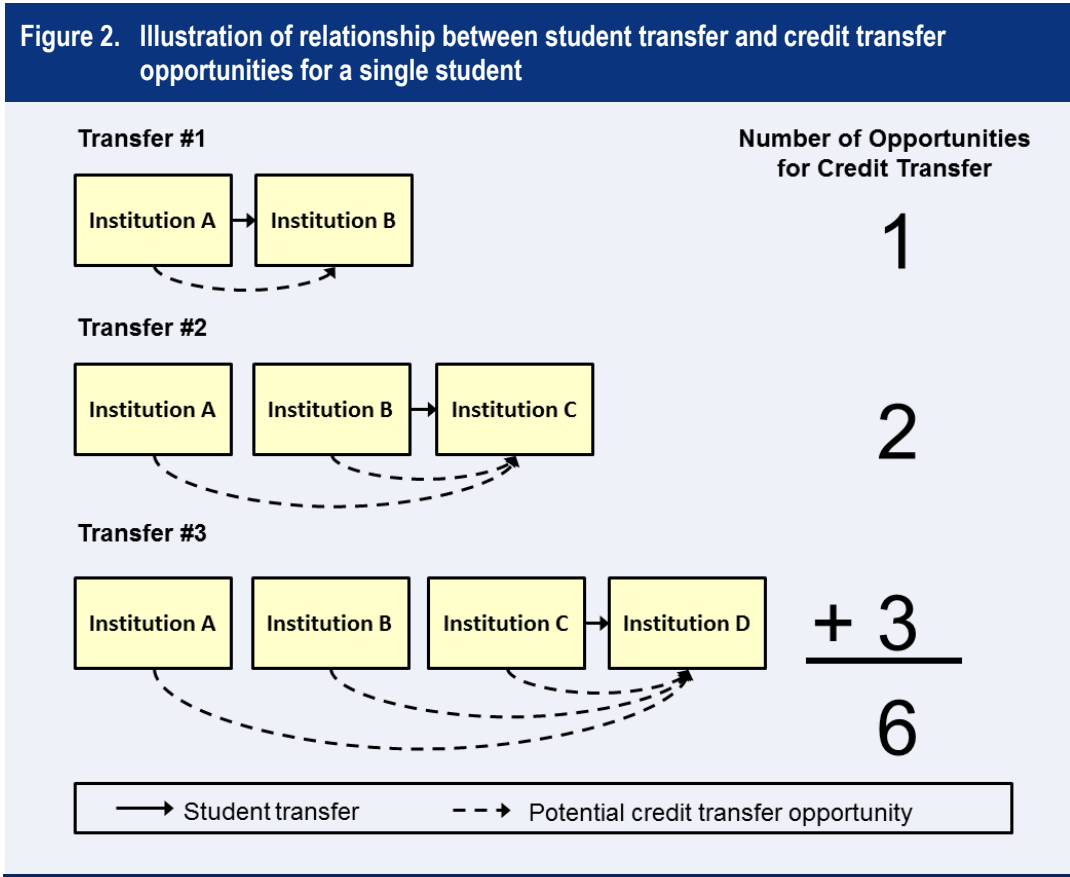 Figure 2. Illustration of relationship between student transfer and credit transfer
opportunities for a single student
Transfer #1
Number of Opportunities
for Credit Transfer
Institution A
Institution B
1
Transfer #2
Institution A
Institution B
Institution C
2
Transfer #3
Institution A
Institution B
Institution C
Institution D
+ 3
6
Student transfer
Potential credit transfer opportunity